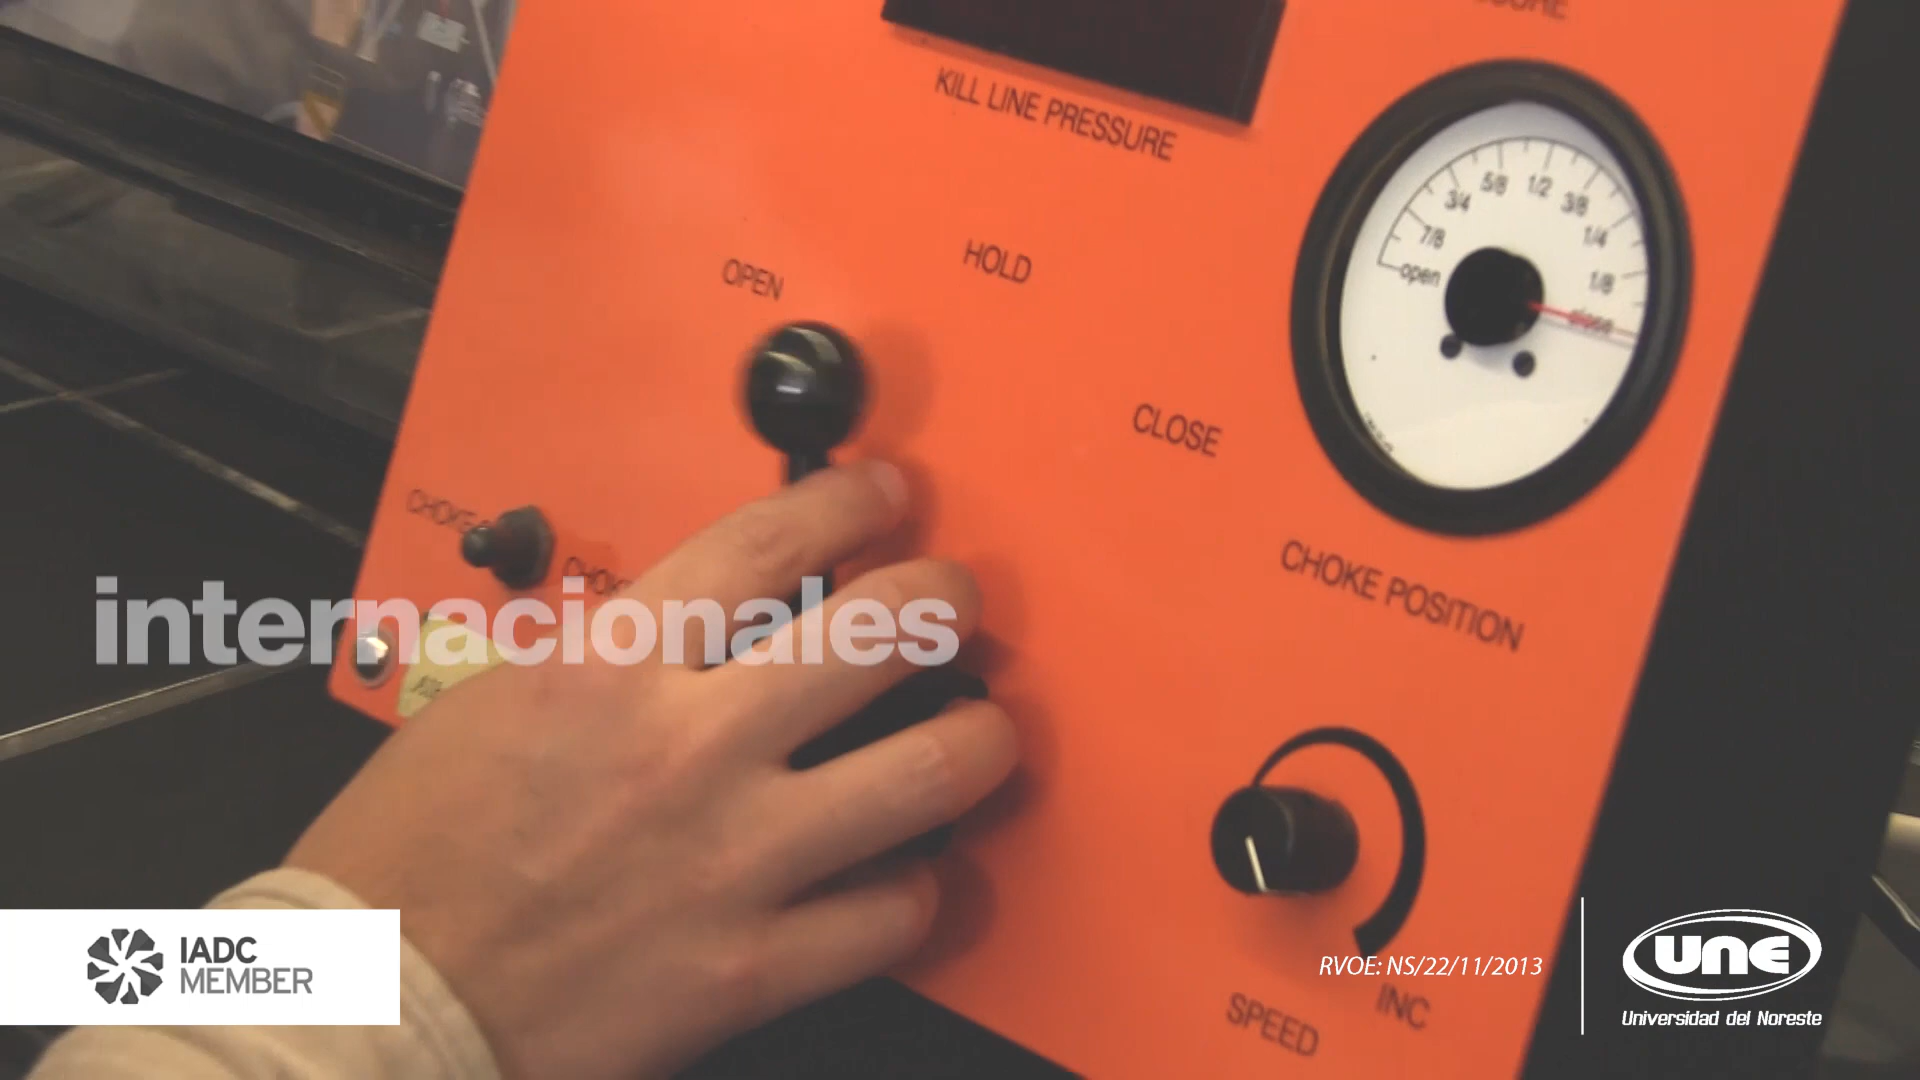 KILL LINE PRESSURE
HOLD
OPEN
CLOSE
5/8 1/2 3/8
3/4 1/4
7/8 1/8
open close
CHOKE POSITION
CHOKE
internacionales
IADC
MEMBER
RVOE: NS/22/11/2013
INC
SPEED
UNE
Universidad del Noreste